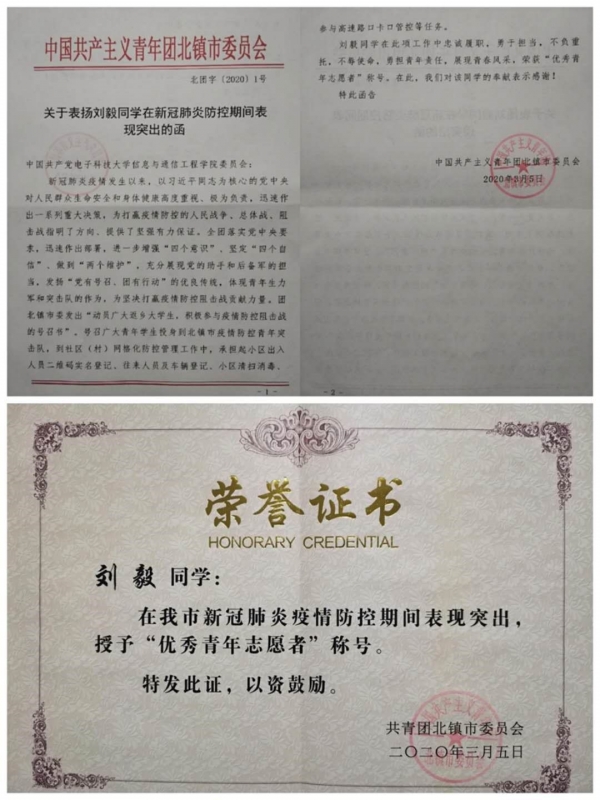 中国共产主义青年团北镇市委员会
北团字〔2020〕1号
关于表扬刘毅同学在新冠肺炎防控期间表
现突出的函
中国共产党电子科技大学信息与通信工程学院委员会：
新冠肺炎疫情发生以来，以习近平同志为核心的党中央
对人民群众生命安全和身体健康高度重视、极为负责，迅速作
出一系列重大决策，为打赢疫情防控的人民战争、总体战、阻
击战指明了方向、提供了坚强有力保证。全团落实党中央要
求，迅速作出部署，进一步增强“四个意识”、坚定“四个自
信”、做到“两个维护”，充分展现党的助手和后备军的担
当，发扬“党有号召、团有行动”的优良传统，体现青年生力
军和突击队的作为，为坚决打赢疫情防控阻击战贡献力量。团
北镇市委发出“动员广大返乡大学生，积极参与疫情防控阻击战
的号召书”，号召广大青年学生投身到北镇市疫情防控青年突
击队，到社区（村）网格化防控管理工作中，承担起小区出入
人员二维码实名登记、往来人员及车辆登记、小区清扫消毒、
- 1 -
参与高速路口卡口管控等任务。
刘毅同学在此项工作中忠诚履职，勇于担当，不负重
托，不辱使命，勇担青年责任，展现青春风采，荣获“优秀青
年志愿者”称号。在此，我们对该同学的奉献表示感谢！
特此函告
中国共产主义青年团北镇市委员会
2020年3月5日
- 2 -
荣誉证书
HONORARY CREDENTIAL
刘毅 同学：
在我市新冠肺炎疫情防控期间表现突出，
授予“优秀青年志愿者”称号。
特发此证，以资鼓励。
共青团北镇市委员会
二〇二〇年三月五日